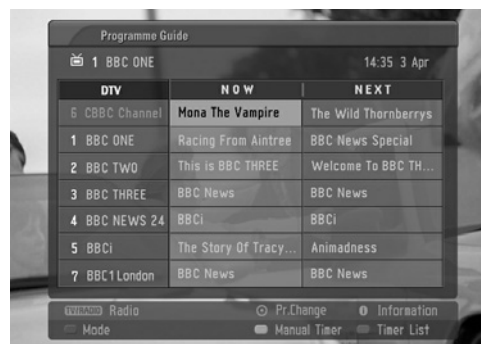 Programme Guide
1 BBC ONE 14:35 3 Apr
DTV NOW NEXT
6 CBBC Channel Mona The Vampire The Wild Thornberrys
1 BBC ONE Racing From Aintree BBC News Special
2 BBC TWO This is BBC THREE Welcome To BBC TH...
3 BBC THREE BBC News BBC News
4 BBC NEWS 24 BBCi BBCi
5 BBCi The Story Of Tracy... Animadness
7 BBC1 London BBC News BBC News
TV/RADIO Radio Pr.Change i Information
Mode Manual Timer Timer List